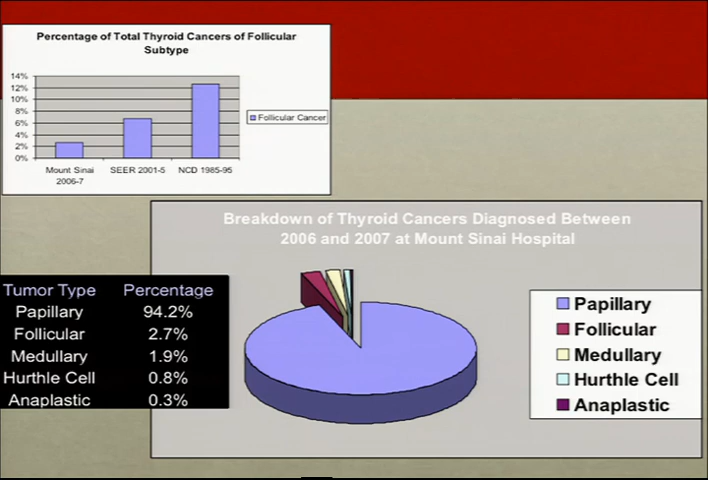 Percentage of Total Thyroid Cancers of Follicular
Subtype
14%
12%
10%
8%
6%
4%
2%
0%
Mount Sinai
2006-7
SEER 2001-5
NCD 1985-95
Follicular Cancer
Breakdown of Thyroid Cancers Diagnosed Between
2006 and 2007 at Mount Sinai Hospital
Tumor Type Percentage
Papillary 94.2%
Follicular 2.7%
Medullary 1.9%
Hurthle Cell 0.8%
Anaplastic 0.3%
Papillary
Follicular
Medullary
Hurthle Cell
Anaplastic